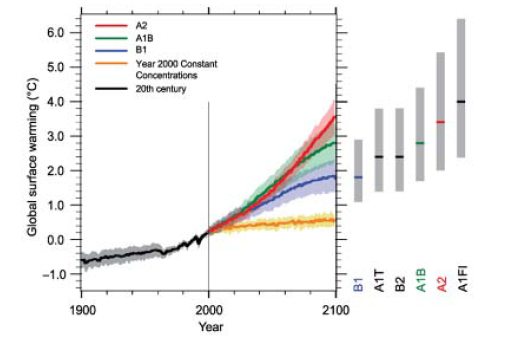 A2
A1B
B1
Year 2000 Constant
Concentrations
20th century
Global surface warming (°C)
6.0
5.0
4.0
3.0
2.0
1.0
0.0
–1.0
1900
2000
2100
Year
B1
A1T
B2
A1B
A2
A1FI